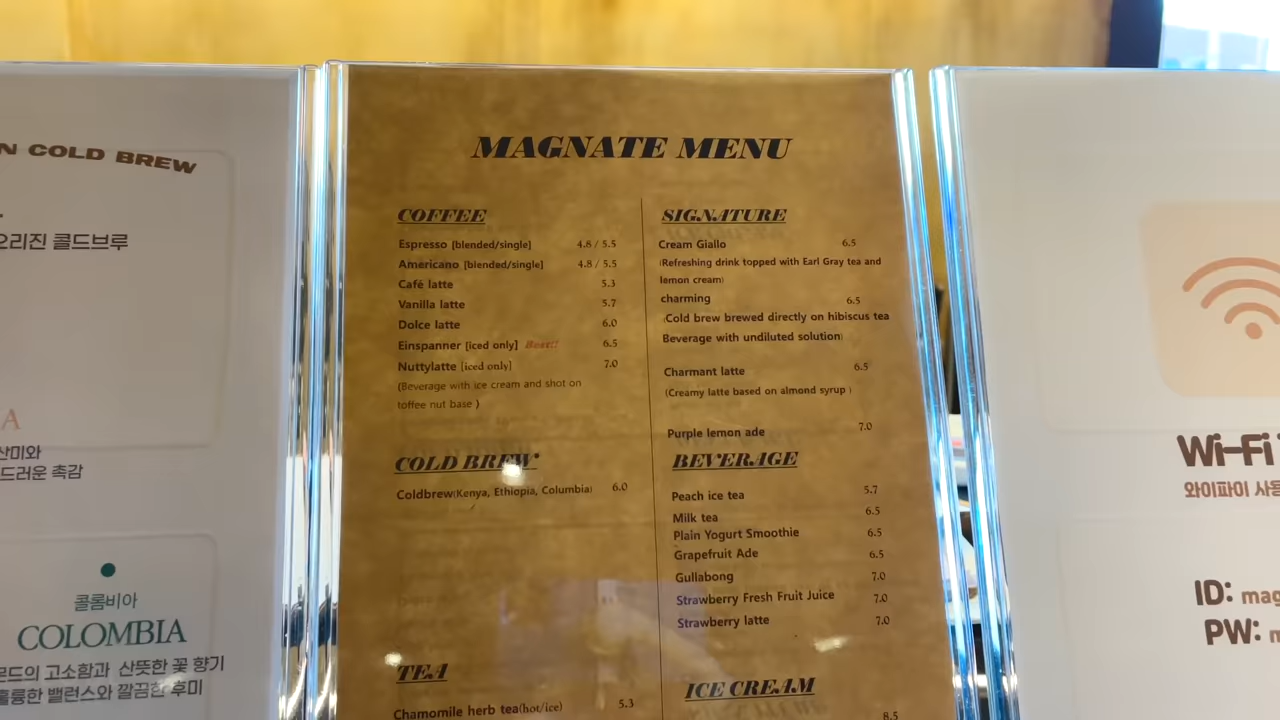 N COLD BREW
오리진 콜드브루
A
산미와
드러운 촉감
콜롬비아
COLOMBIA
몬드의 고소함과 산뜻한 꽃 향기
훌륭한 밸런스와 깔끔한 후미
MAGNATE MENU
COFFEE
Espresso [blended/single] 4.8 / 5.5
Americano [blended/single] 4.8 / 5.5
Café latte 5.3
Vanilla latte 5.7
Dolce latte 6.0
Einspanner [iced only] Best!! 6.5
Nuttylatte [iced only] 7.0
(Beverage with ice cream and shot on
toffee nut base )
COLD BREW
Coldbrew(Kenya, Ethiopia, Columbia) 6.0
TEA
Chamomile herb tea(hot/ice) 5.3
SIGNATURE
Cream Giallo 6.5
(Refreshing drink topped with Earl Gray tea and
lemon cream)
charming 6.5
(Cold brew brewed directly on hibiscus tea
Beverage with undiluted solution)
Charmant latte 6.5
(Creamy latte based on almond syrup )
Purple lemon ade 7.0
BEVERAGE
Peach ice tea 5.7
Milk tea 6.5
Plain Yogurt Smoothie 6.5
Grapefruit Ade 6.5
Gullabong 7.0
Strawberry Fresh Fruit Juice 7.0
Strawberry latte 7.0
ICE CREAM
8.5
Wi-Fi
와이파이 사용
ID: mag
PW: m